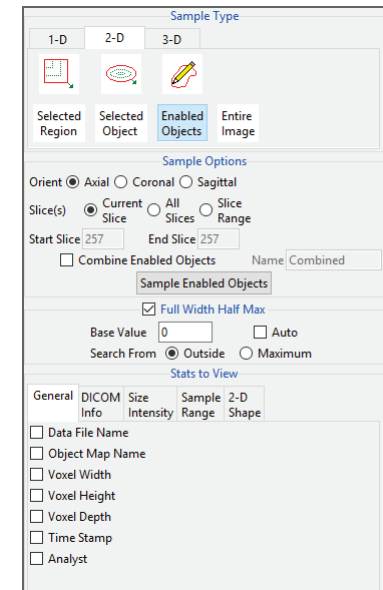 Sample Type
1-D 2-D 3-D
Selected Selected Enabled Entire
Region Object Objects Image
Sample Options
Orient Axial Coronal Sagittal
Slice(s) Current Slice All Slices Slice Range
Start Slice 257 End Slice 257
Combine Enabled Objects Name Combined
Sample Enabled Objects
Full Width Half Max
Base Value 0 Auto
Search From Outside Maximum
Stats to View
General DICOM Info Size Intensity Sample Range 2-D Shape
Data File Name
Object Map Name
Voxel Width
Voxel Height
Voxel Depth
Time Stamp
Analyst